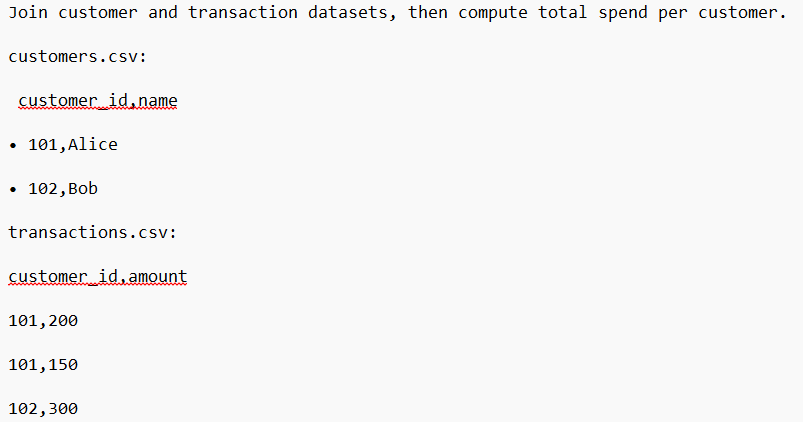 Join customer and transaction datasets, then compute total spend per customer.
customers.csv:
customer_id,name
• 101,Alice
• 102,Bob
transactions.csv:
customer_id,amount
101,200
101,150
102,300